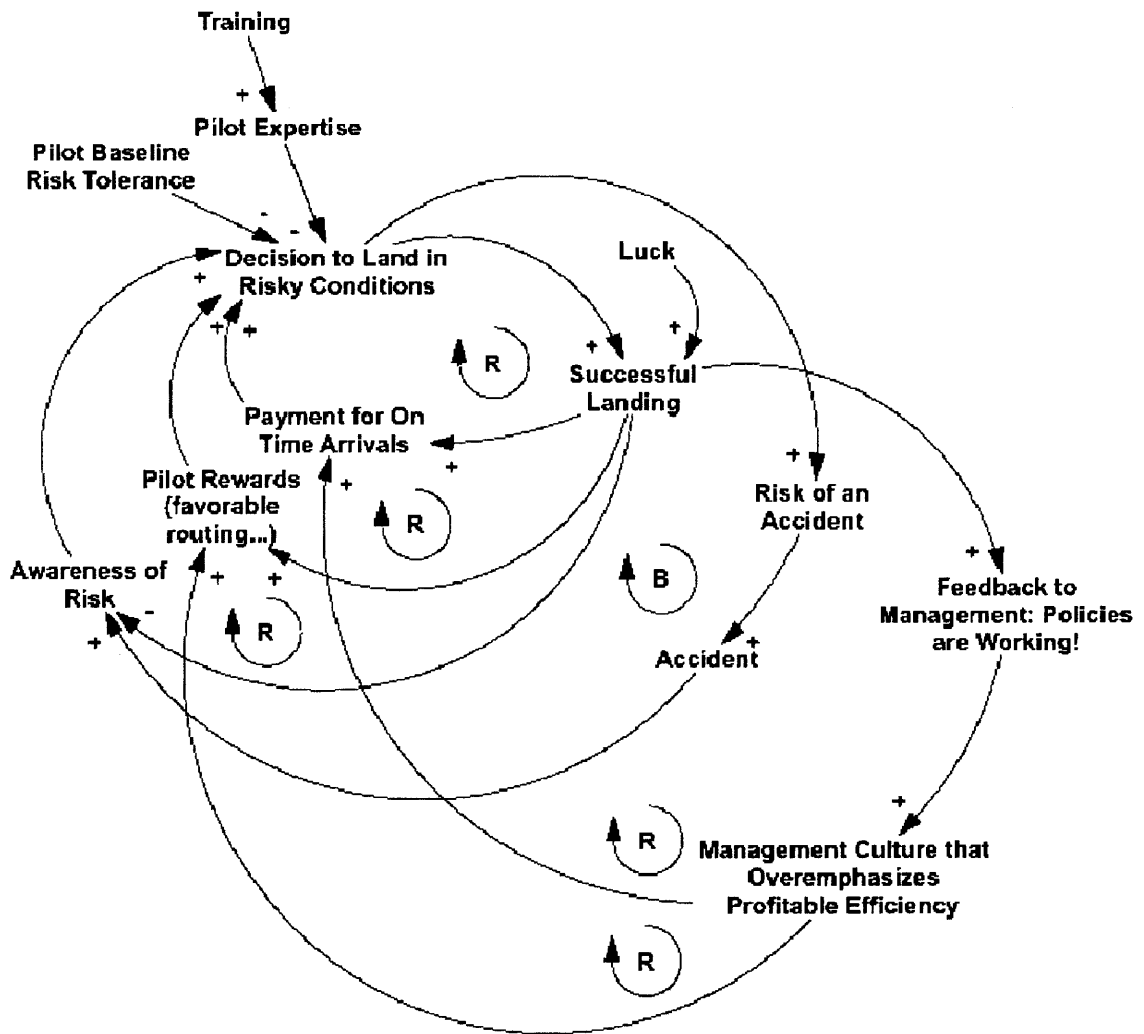 Training
+
Pilot Expertise
Pilot Baseline
Risk Tolerance
-
-
Decision to Land in
Risky Conditions
+
+
+
Luck
+
+
R
Successful
Landing
Payment for On
Time Arrivals
+
+
R
Pilot Rewards
(favorable
routing...)
+
+
+
Risk of an
Accident
Awareness of
Risk
-
+
R
B
+
Feedback to
Management: Policies
are Working!
Accident
+
+
R
Management Culture that
Overemphasizes
Profitable Efficiency
R